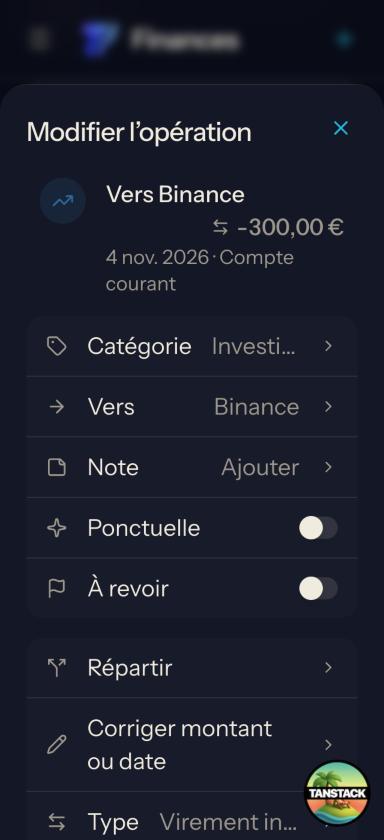 Finances
Modifier l'opération
Vers Binance
-300,00 €
4 nov. 2026 · Compte
courant
Catégorie Investi...
Vers Binance
Note Ajouter
Ponctuelle
À revoir
Répartir
Corriger montant
ou date
TANSTACK
Type Virement in...